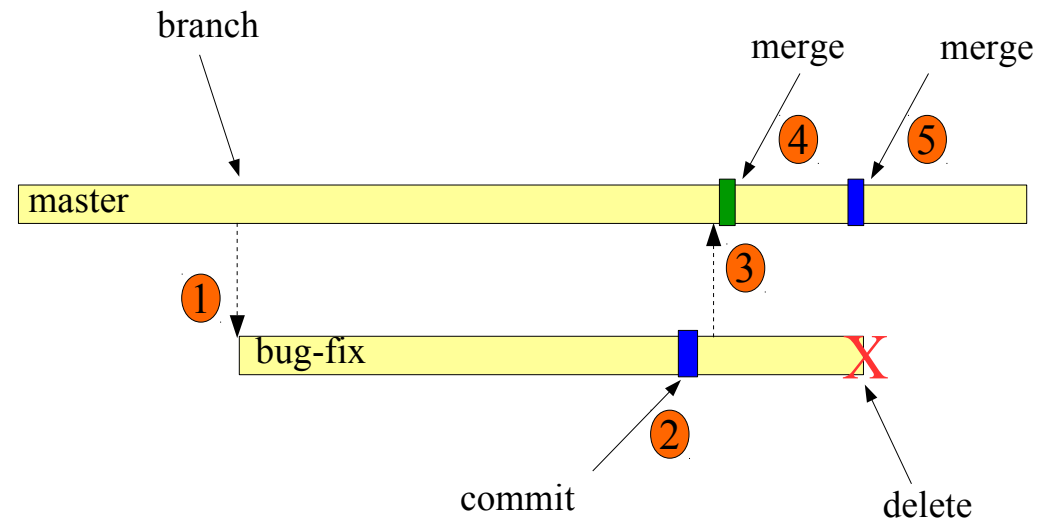 branch
merge
merge
4
5
master
3
1
bug-fix
X
2
commit
delete